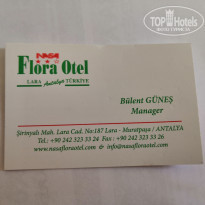 TOP HOTELS
NASA
Flora Otel
LARA Antalya TÜRKİYE
Bülent GÜNEŞ
Manager
Şirinyalı Mah. Lara Cad. No:187 Lara - Muratpaşa / ANTALYA
Tel.: +90 242 323 33 24 Fax : +90 242 323 33 26
www.nasafloraotel.com info@nasafloraotel.com